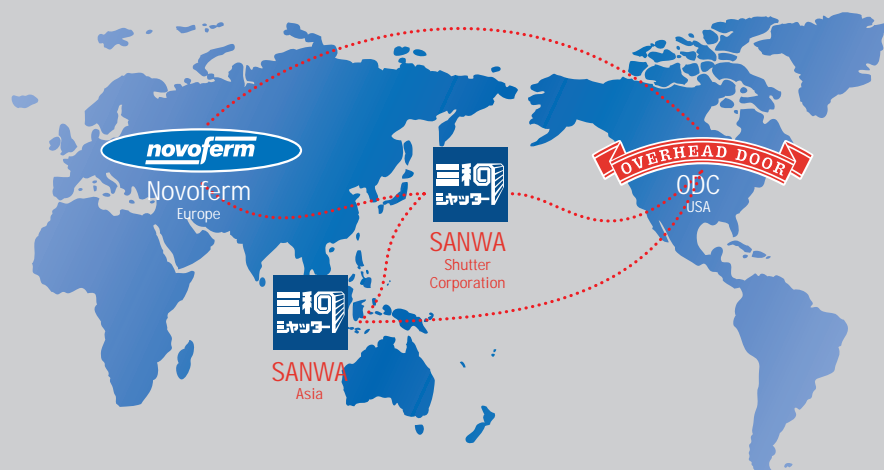 novoferm
Novoferm
Europe
三和
シャッター
SANWA
Shutter
Corporation
OVERHEAD DOOR
ODC
USA
三和
シャッター
SANWA
Asia